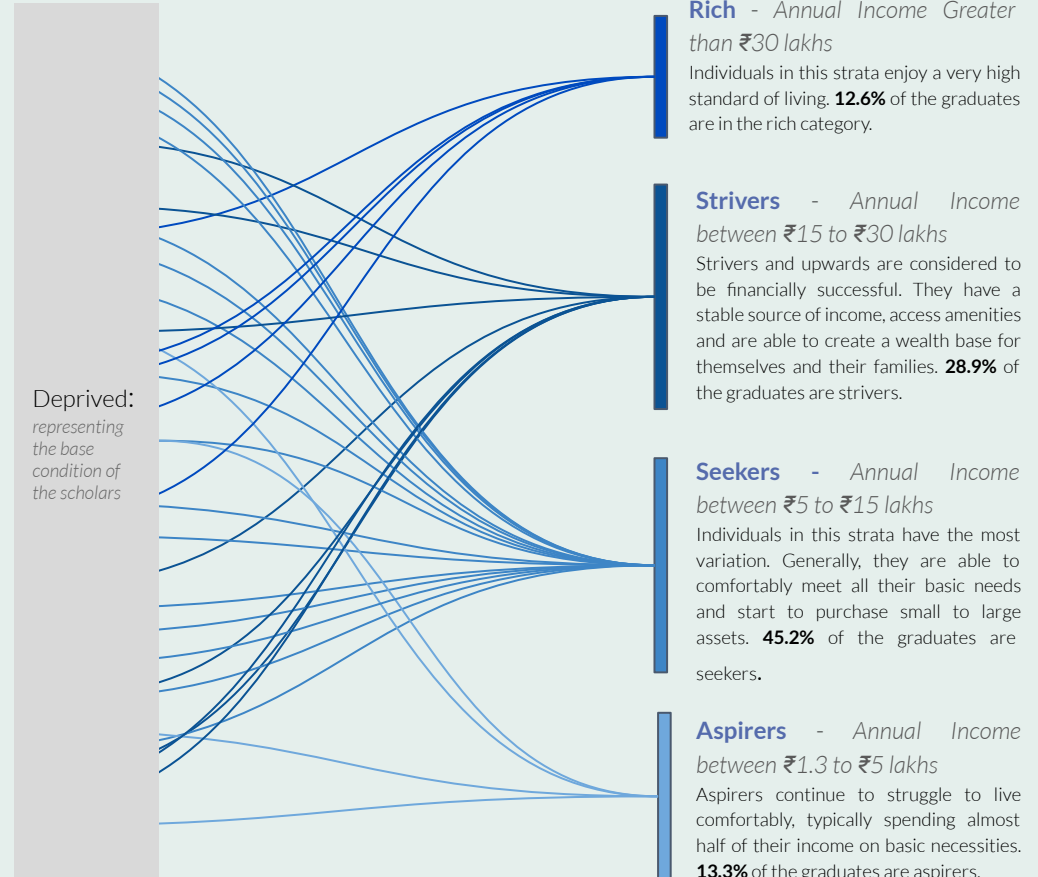 Deprived:
representing
the base
condition of
the scholars
Rich - Annual Income Greater
than ₹30 lakhs
Individuals in this strata enjoy a very high
standard of living. 12.6% of the graduates
are in the rich category.
Strivers - Annual Income
between ₹15 to ₹30 lakhs
Strivers and upwards are considered to
be financially successful. They have a
stable source of income, access amenities
and are able to create a wealth base for
themselves and their families. 28.9% of
the graduates are strivers.
Seekers - Annual Income
between ₹5 to ₹15 lakhs
Individuals in this strata have the most
variation. Generally, they are able to
comfortably meet all their basic needs
and start to purchase small to large
assets. 45.2% of the graduates are
seekers.
Aspirers - Annual Income
between ₹1.3 to ₹5 lakhs
Aspirers continue to struggle to live
comfortably, typically spending almost
half of their income on basic necessities.
13.3% of the graduates are aspirers.